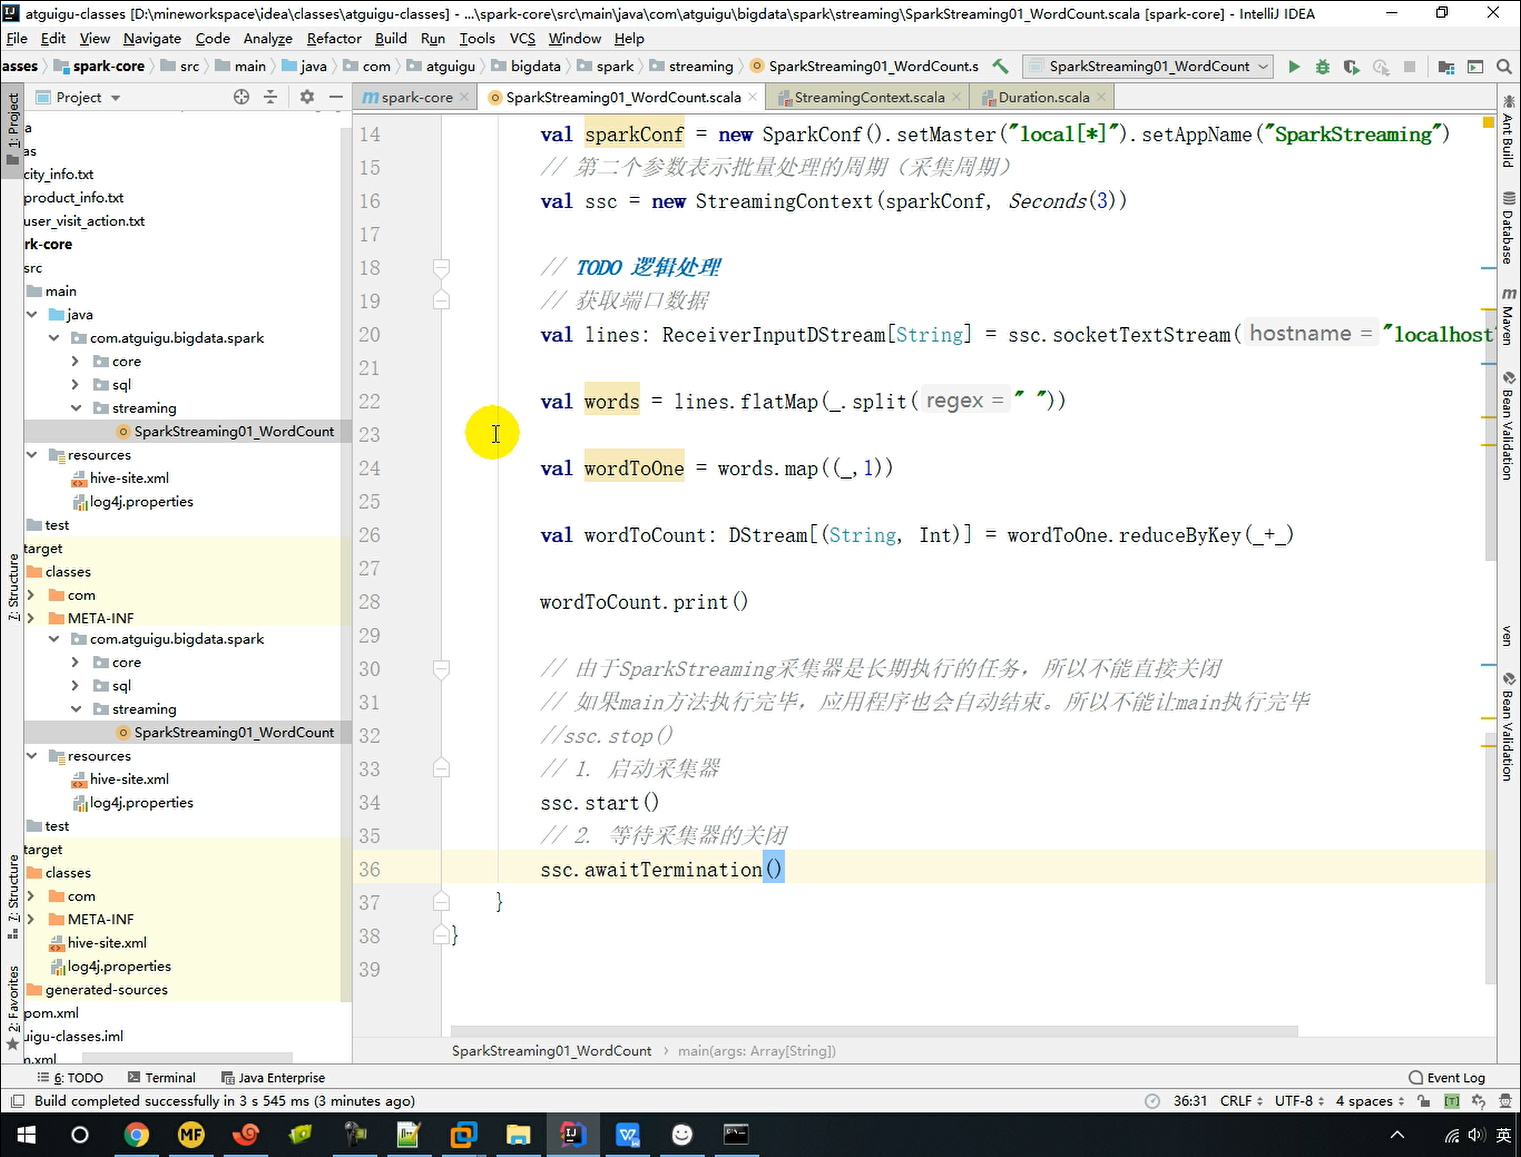 atguigu-classes [D:\mineworkspace\idea\classes\atguigu-classes] - ...\spark-core\src\main\java\com\atguigu\bigdata\spark\streaming\SparkStreaming01_WordCount.scala [spark-core] - IntelliJ IDEA
File Edit View Navigate Code Analyze Refactor Build Run Tools VCS Window Help
asses spark-core src main java com atguigu bigdata spark streaming SparkStreaming01_WordCount.s SparkStreaming01_WordCount
Project
spark-core SparkStreaming01_WordCount.scala StreamingContext.scala Duration.scala
1: Project
7: Structure
7: Structure
2: Favorites
a
as
city_info.txt
product_info.txt
user_visit_action.txt
rk-core
src
main
java
com.atguigu.bigdata.spark
core
sql
streaming
SparkStreaming01_WordCount
resources
hive-site.xml
log4j.properties
test
target
classes
com
META-INF
com.atguigu.bigdata.spark
core
sql
streaming
SparkStreaming01_WordCount
resources
hive-site.xml
log4j.properties
test
target
classes
com
META-INF
hive-site.xml
log4j.properties
generated-sources
pom.xml
uigu-classes.iml
14 val sparkConf = new SparkConf().setMaster("local[*]").setAppName("SparkStreaming")
15 // 第二个参数表示批量处理的周期（采集周期）
16 val ssc = new StreamingContext(sparkConf, Seconds(3))
17
18 // TODO 逻辑处理
19 // 获取端口数据
20 val lines: ReceiverInputDStream[String] = ssc.socketTextStream( hostname = "localhost
21
22 val words = lines.flatMap(_.split( regex = " "))
23
24 val wordToOne = words.map((_,1))
25
26 val wordToCount: DStream[(String, Int)] = wordToOne.reduceByKey(_+_)
27
28 wordToCount.print()
29
30 // 由于SparkStreaming采集器是长期执行的任务，所以不能直接关闭
31 // 如果main方法执行完毕，应用程序也会自动结束。所以不能让main执行完毕
32 //ssc.stop()
33 // 1. 启动采集器
34 ssc.start()
35 // 2. 等待采集器的关闭
36 ssc.awaitTermination()
37 }
38 }
39
SparkStreaming01_WordCount main(args: Array[String])
Ant Build
Database
Maven
Bean Validation
ven
Bean Validation
6: TODO Terminal Java Enterprise Event Log
Build completed successfully in 3 s 545 ms (3 minutes ago) 36:31 CRLF UTF-8 4 spaces
英